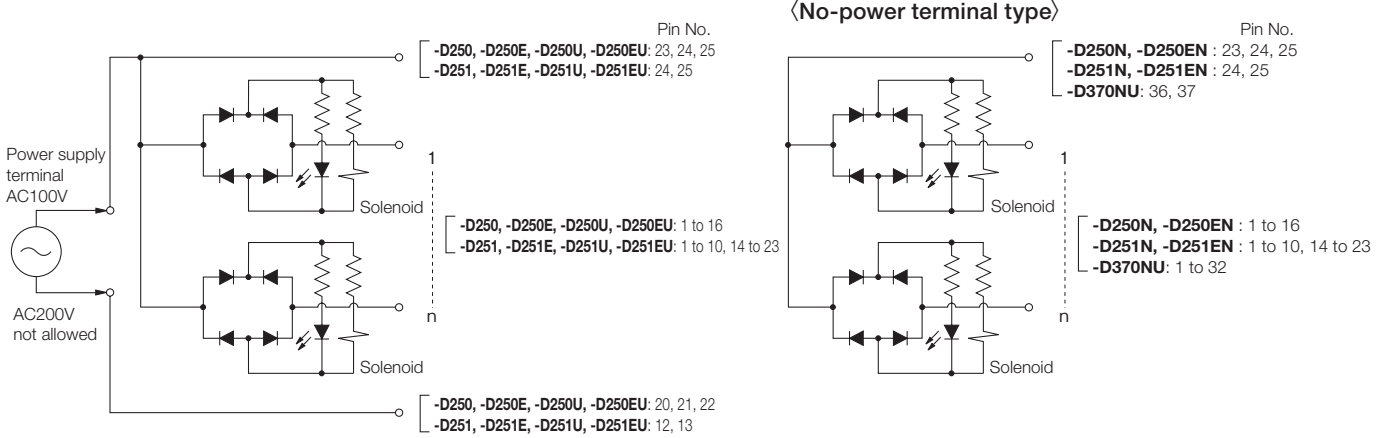 Pin No.
-D250, -D250E, -D250U, -D250EU: 23, 24, 25
-D251, -D251E, -D251U, -D251EU: 24, 25
Power supply
terminal
AC100V
AC200V
not allowed
Solenoid
1
-D250, -D250E, -D250U, -D250EU: 1 to 16
-D251, -D251E, -D251U, -D251EU: 1 to 10, 14 to 23
n
Solenoid
-D250, -D250E, -D250U, -D250EU: 20, 21, 22
-D251, -D251E, -D251U, -D251EU: 12, 13
〈No-power terminal type〉
Pin No.
-D250N, -D250EN : 23, 24, 25
-D251N, -D251EN : 24, 25
-D370NU: 36, 37
Solenoid
1
-D250N, -D250EN : 1 to 16
-D251N, -D251EN : 1 to 10, 14 to 23
-D370NU: 1 to 32
n
Solenoid